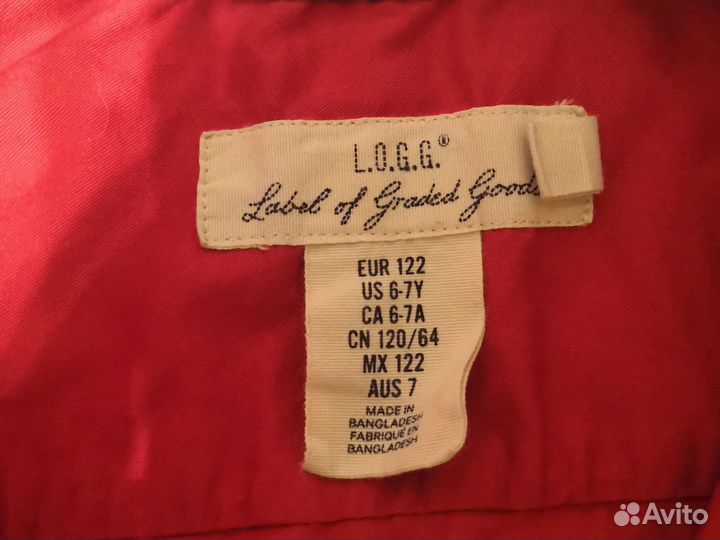 L.O.G.G.®
Label of Graded Goods
EUR 122
US 6-7Y
CA 6-7A
CN 120/64
MX 122
AUS 7
MADE IN
BANGLADESH
FABRIQUÉ EN
BANGLADESH
Avito